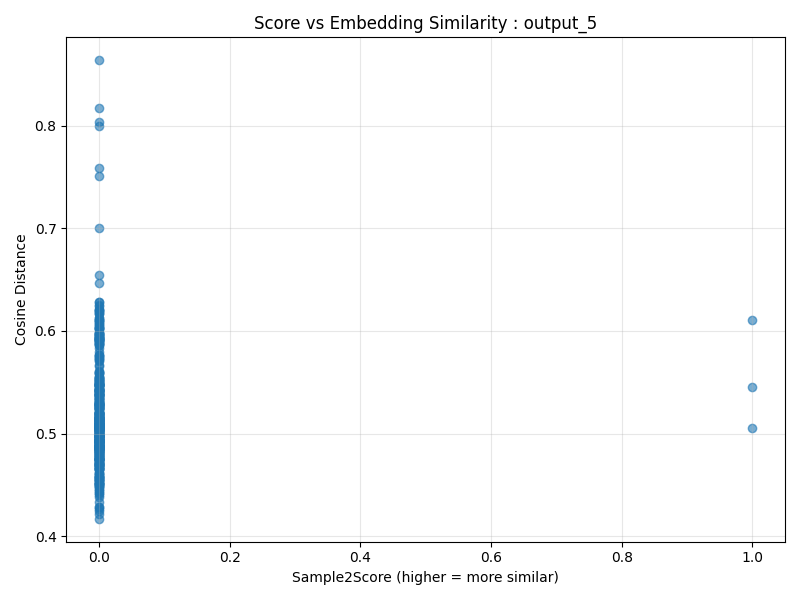 Score vs Embedding Similarity : output_5
0.8
0.7
0.6
0.5
0.4
Cosine Distance
0.0 0.2 0.4 0.6 0.8 1.0
Sample2Score (higher = more similar)